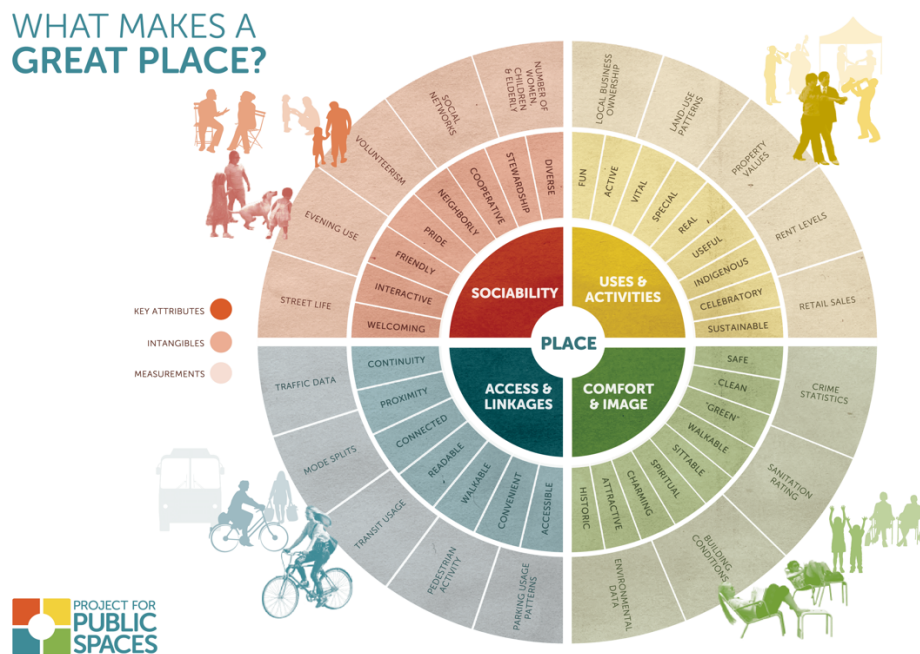 WHAT MAKES A
GREAT PLACE?
NUMBER OF
WOMEN,
CHILDREN
& ELDERLY
SOCIAL
NETWORKS
VOLUNTEERISM
EVENING USE
STREET LIFE
DIVERSE
STEWARDSHIP
COOPERATIVE
NEIGHBORLY
PRIDE
FRIENDLY
INTERACTIVE
WELCOMING
SOCIABILITY
LOCAL BUSINESS
OWNERSHIP
LAND-USE
PATTERNS
PROPERTY
VALUES
RENT LEVELS
RETAIL SALES
FUN
ACTIVE
VITAL
SPECIAL
REAL
USEFUL
INDIGENOUS
CELEBRATORY
SUSTAINABLE
USES &
ACTIVITIES
PLACE
KEY ATTRIBUTES
INTANGIBLES
MEASUREMENTS
ACCESS &
LINKAGES
CONTINUITY
PROXIMITY
CONNECTED
READABLE
WALKABLE
CONVENIENT
ACCESSIBLE
TRAFFIC DATA
MODE SPLITS
TRANSIT USAGE
PEDESTRIAN
ACTIVITY
PARKING USAGE
PATTERNS
COMFORT
& IMAGE
SAFE
CLEAN
"GREEN"
WALKABLE
SITTABLE
SPIRITUAL
CHARMING
ATTRACTIVE
HISTORIC
CRIME
STATISTICS
SANITATION
RATING
BUILDING
CONDITIONS
ENVIRONMENTAL
DATA
PROJECT FOR
PUBLIC
SPACES